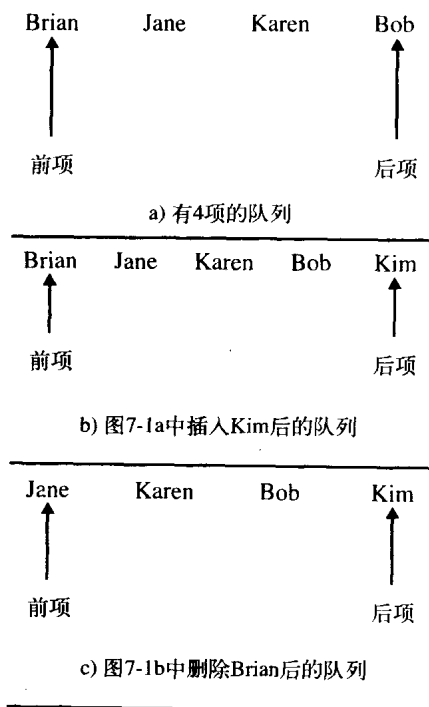 Brian Jane Karen Bob
前项 后项
a) 有4项的队列
Brian Jane Karen Bob Kim
前项 后项
b) 图7-1a中插入Kim后的队列
Jane Karen Bob Kim
前项 后项
c) 图7-1b中删除Brian后的队列